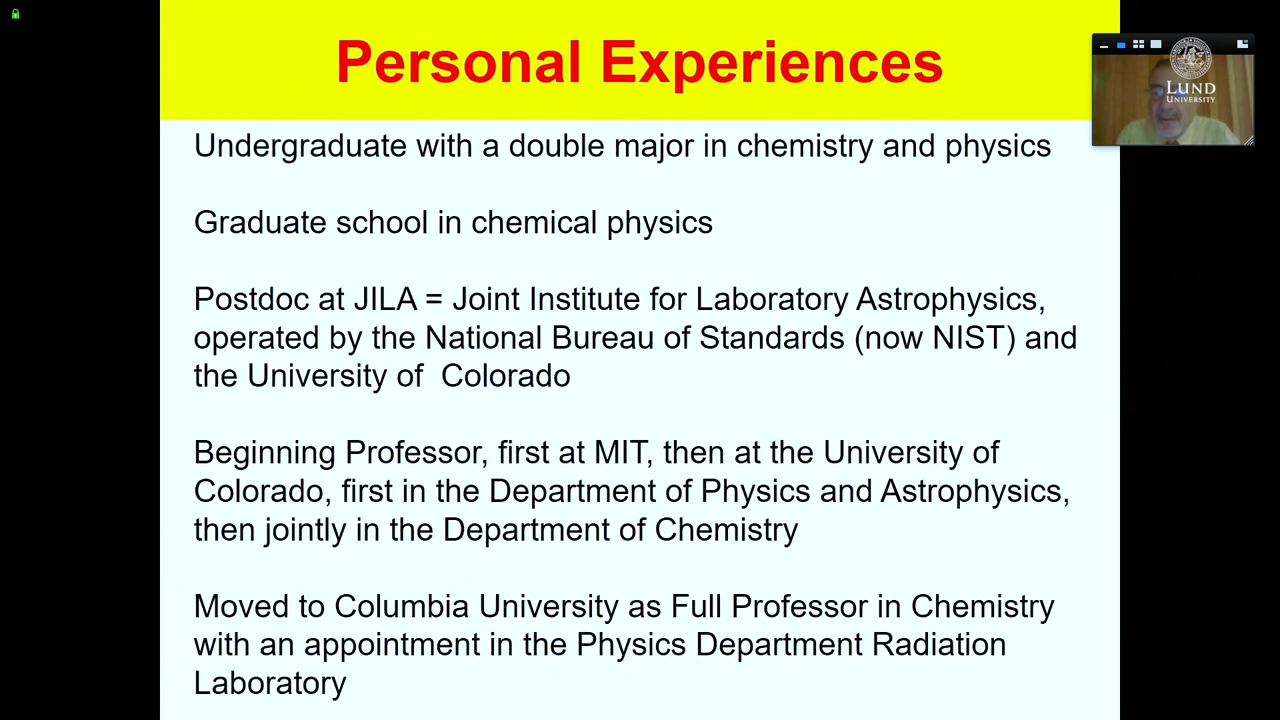 Personal Experiences
LUND
UNIVERSITY
Undergraduate with a double major in chemistry and physics
Graduate school in chemical physics
Postdoc at JILA = Joint Institute for Laboratory Astrophysics,
operated by the National Bureau of Standards (now NIST) and
the University of  Colorado
Beginning Professor, first at MIT, then at the University of
Colorado, first in the Department of Physics and Astrophysics,
then jointly in the Department of Chemistry
Moved to Columbia University as Full Professor in Chemistry
with an appointment in the Physics Department Radiation
Laboratory